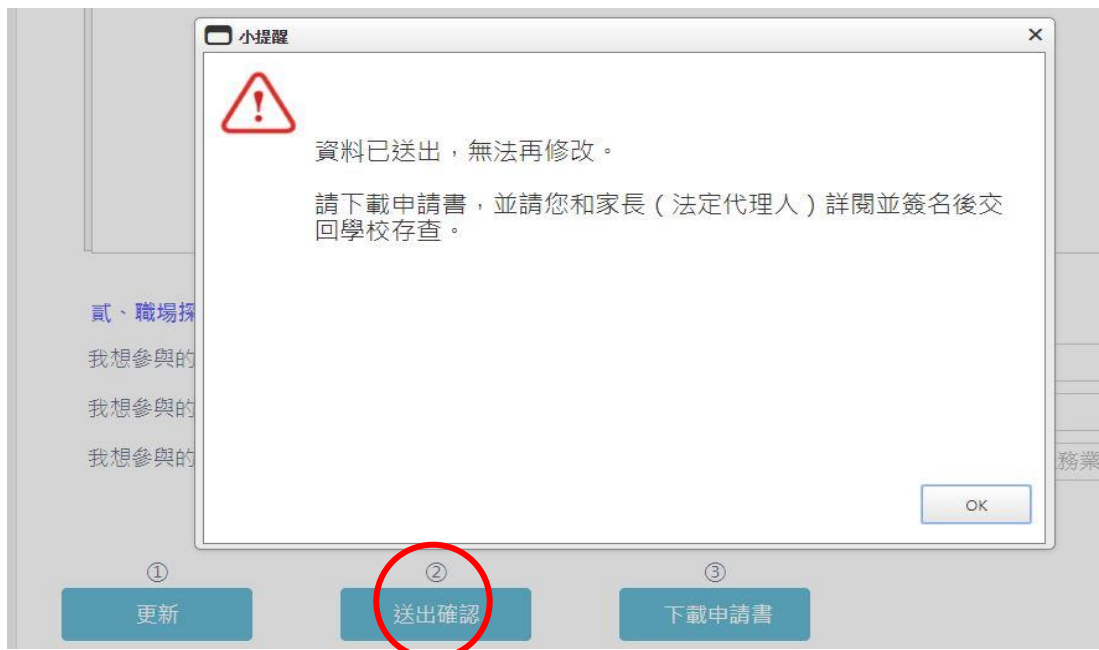 小提醒
資料已送出，無法再修改。
請下載申請書，並請您和家長（法定代理人）詳閱並簽名後交
回學校存查。
貳、職場探
我想參與的
我想參與的
我想參與的
務業
OK
① ② ③
更新 送出確認 下載申請書